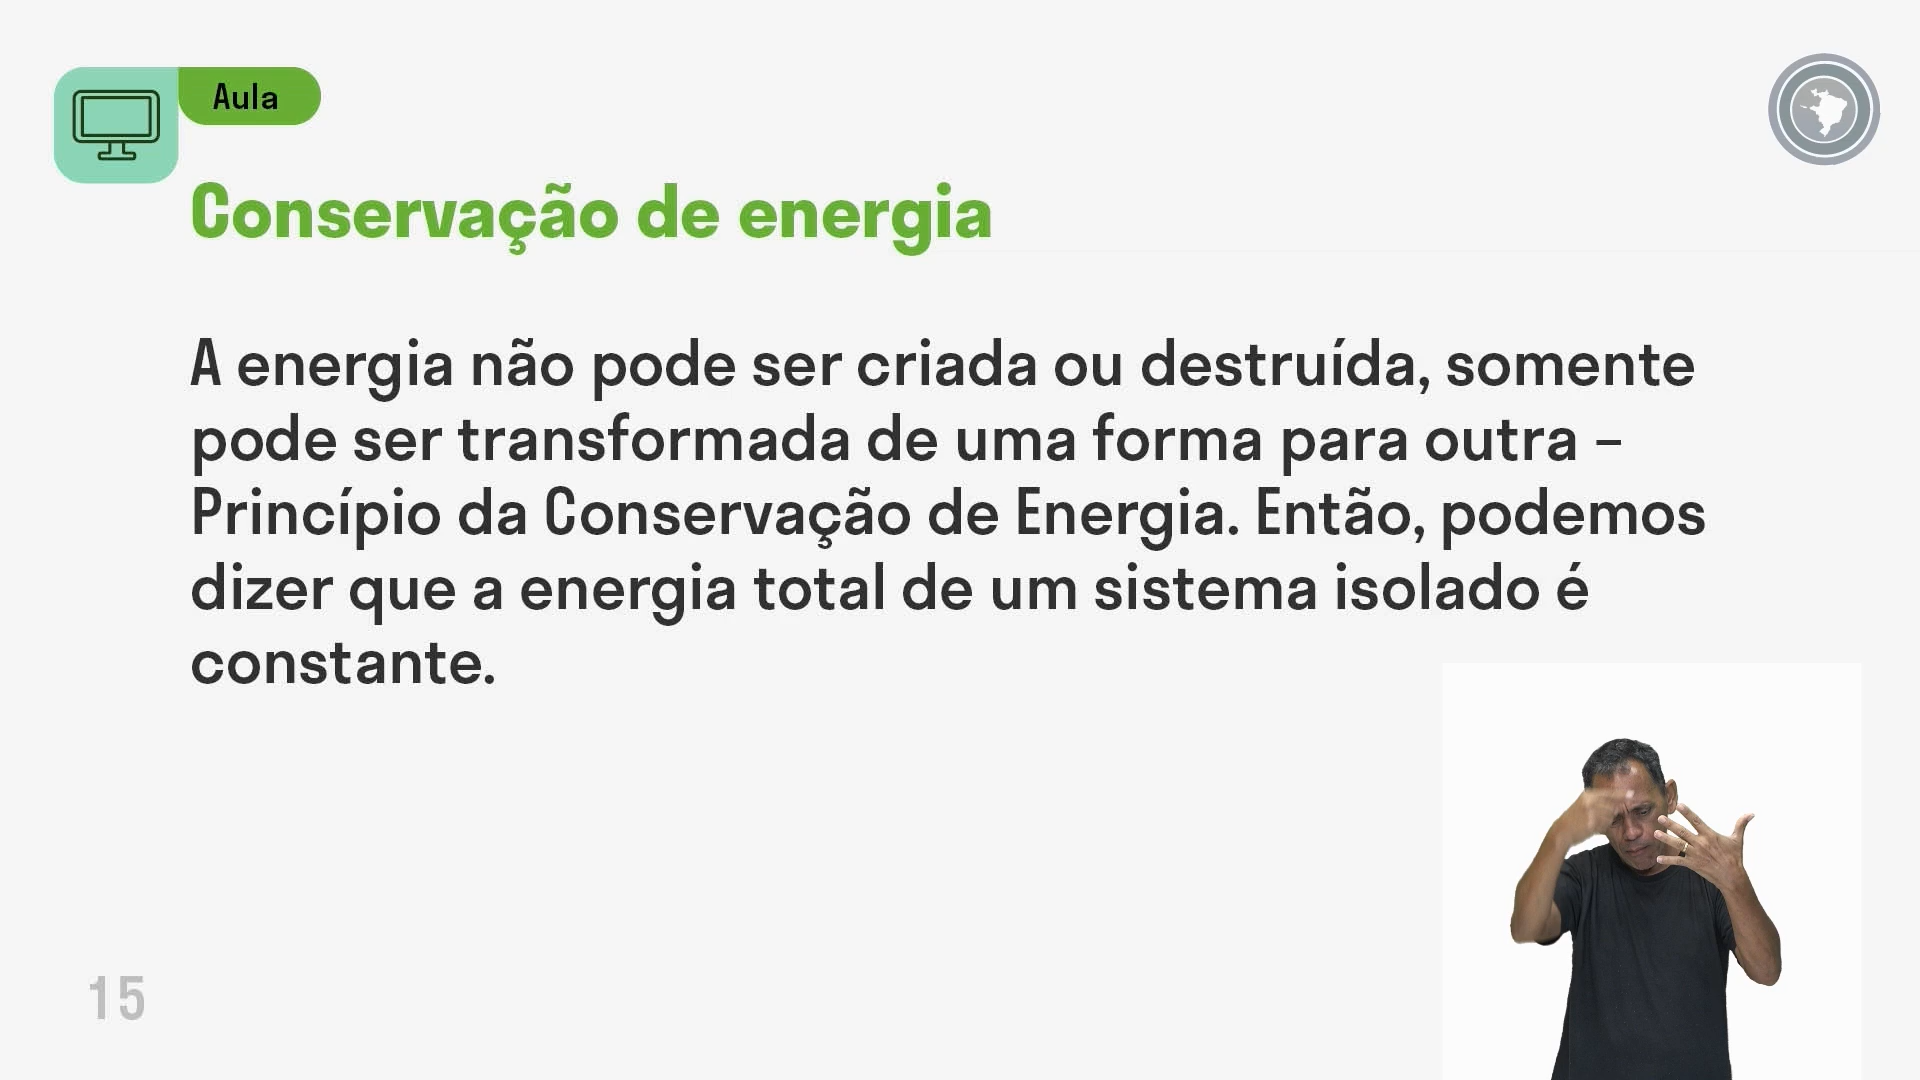 Aula
Conservação de energia
A energia não pode ser criada ou destruída, somente
pode ser transformada de uma forma para outra –
Princípio da Conservação de Energia. Então, podemos
dizer que a energia total de um sistema isolado é
constante.
15